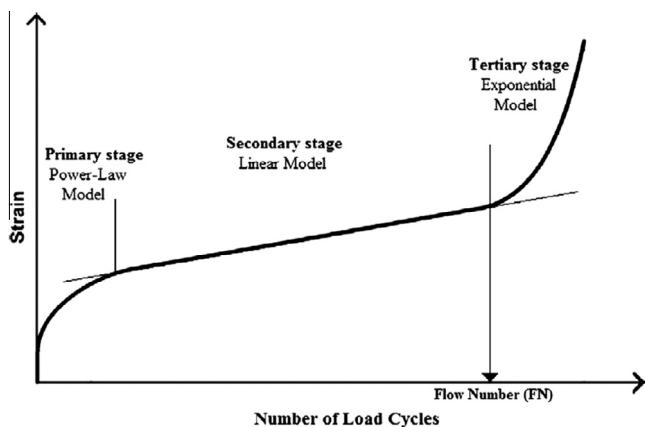 Tertiary stage
Exponential
Model
Secondary stage
Linear Model
Primary stage
Power-Law
Model
Strain
Flow Number (FN)
Number of Load Cycles